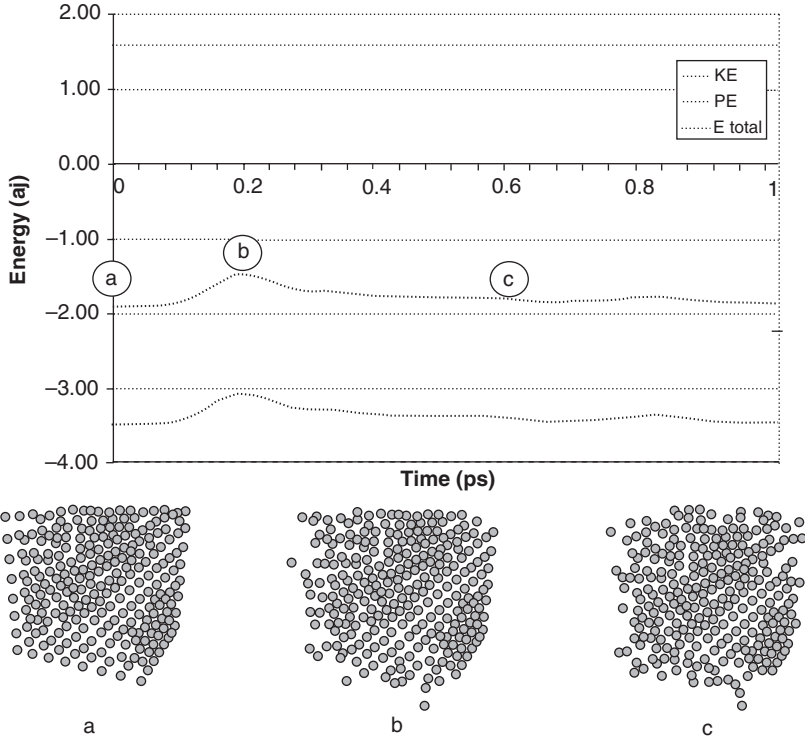 2.00
KE
PE
E total
1.00
0.00
0 0.2 0.4 0.6 0.8 1
Energy (aj)
–1.00
b
a
c
–2.00
–3.00
–4.00
Time (ps)
a b c